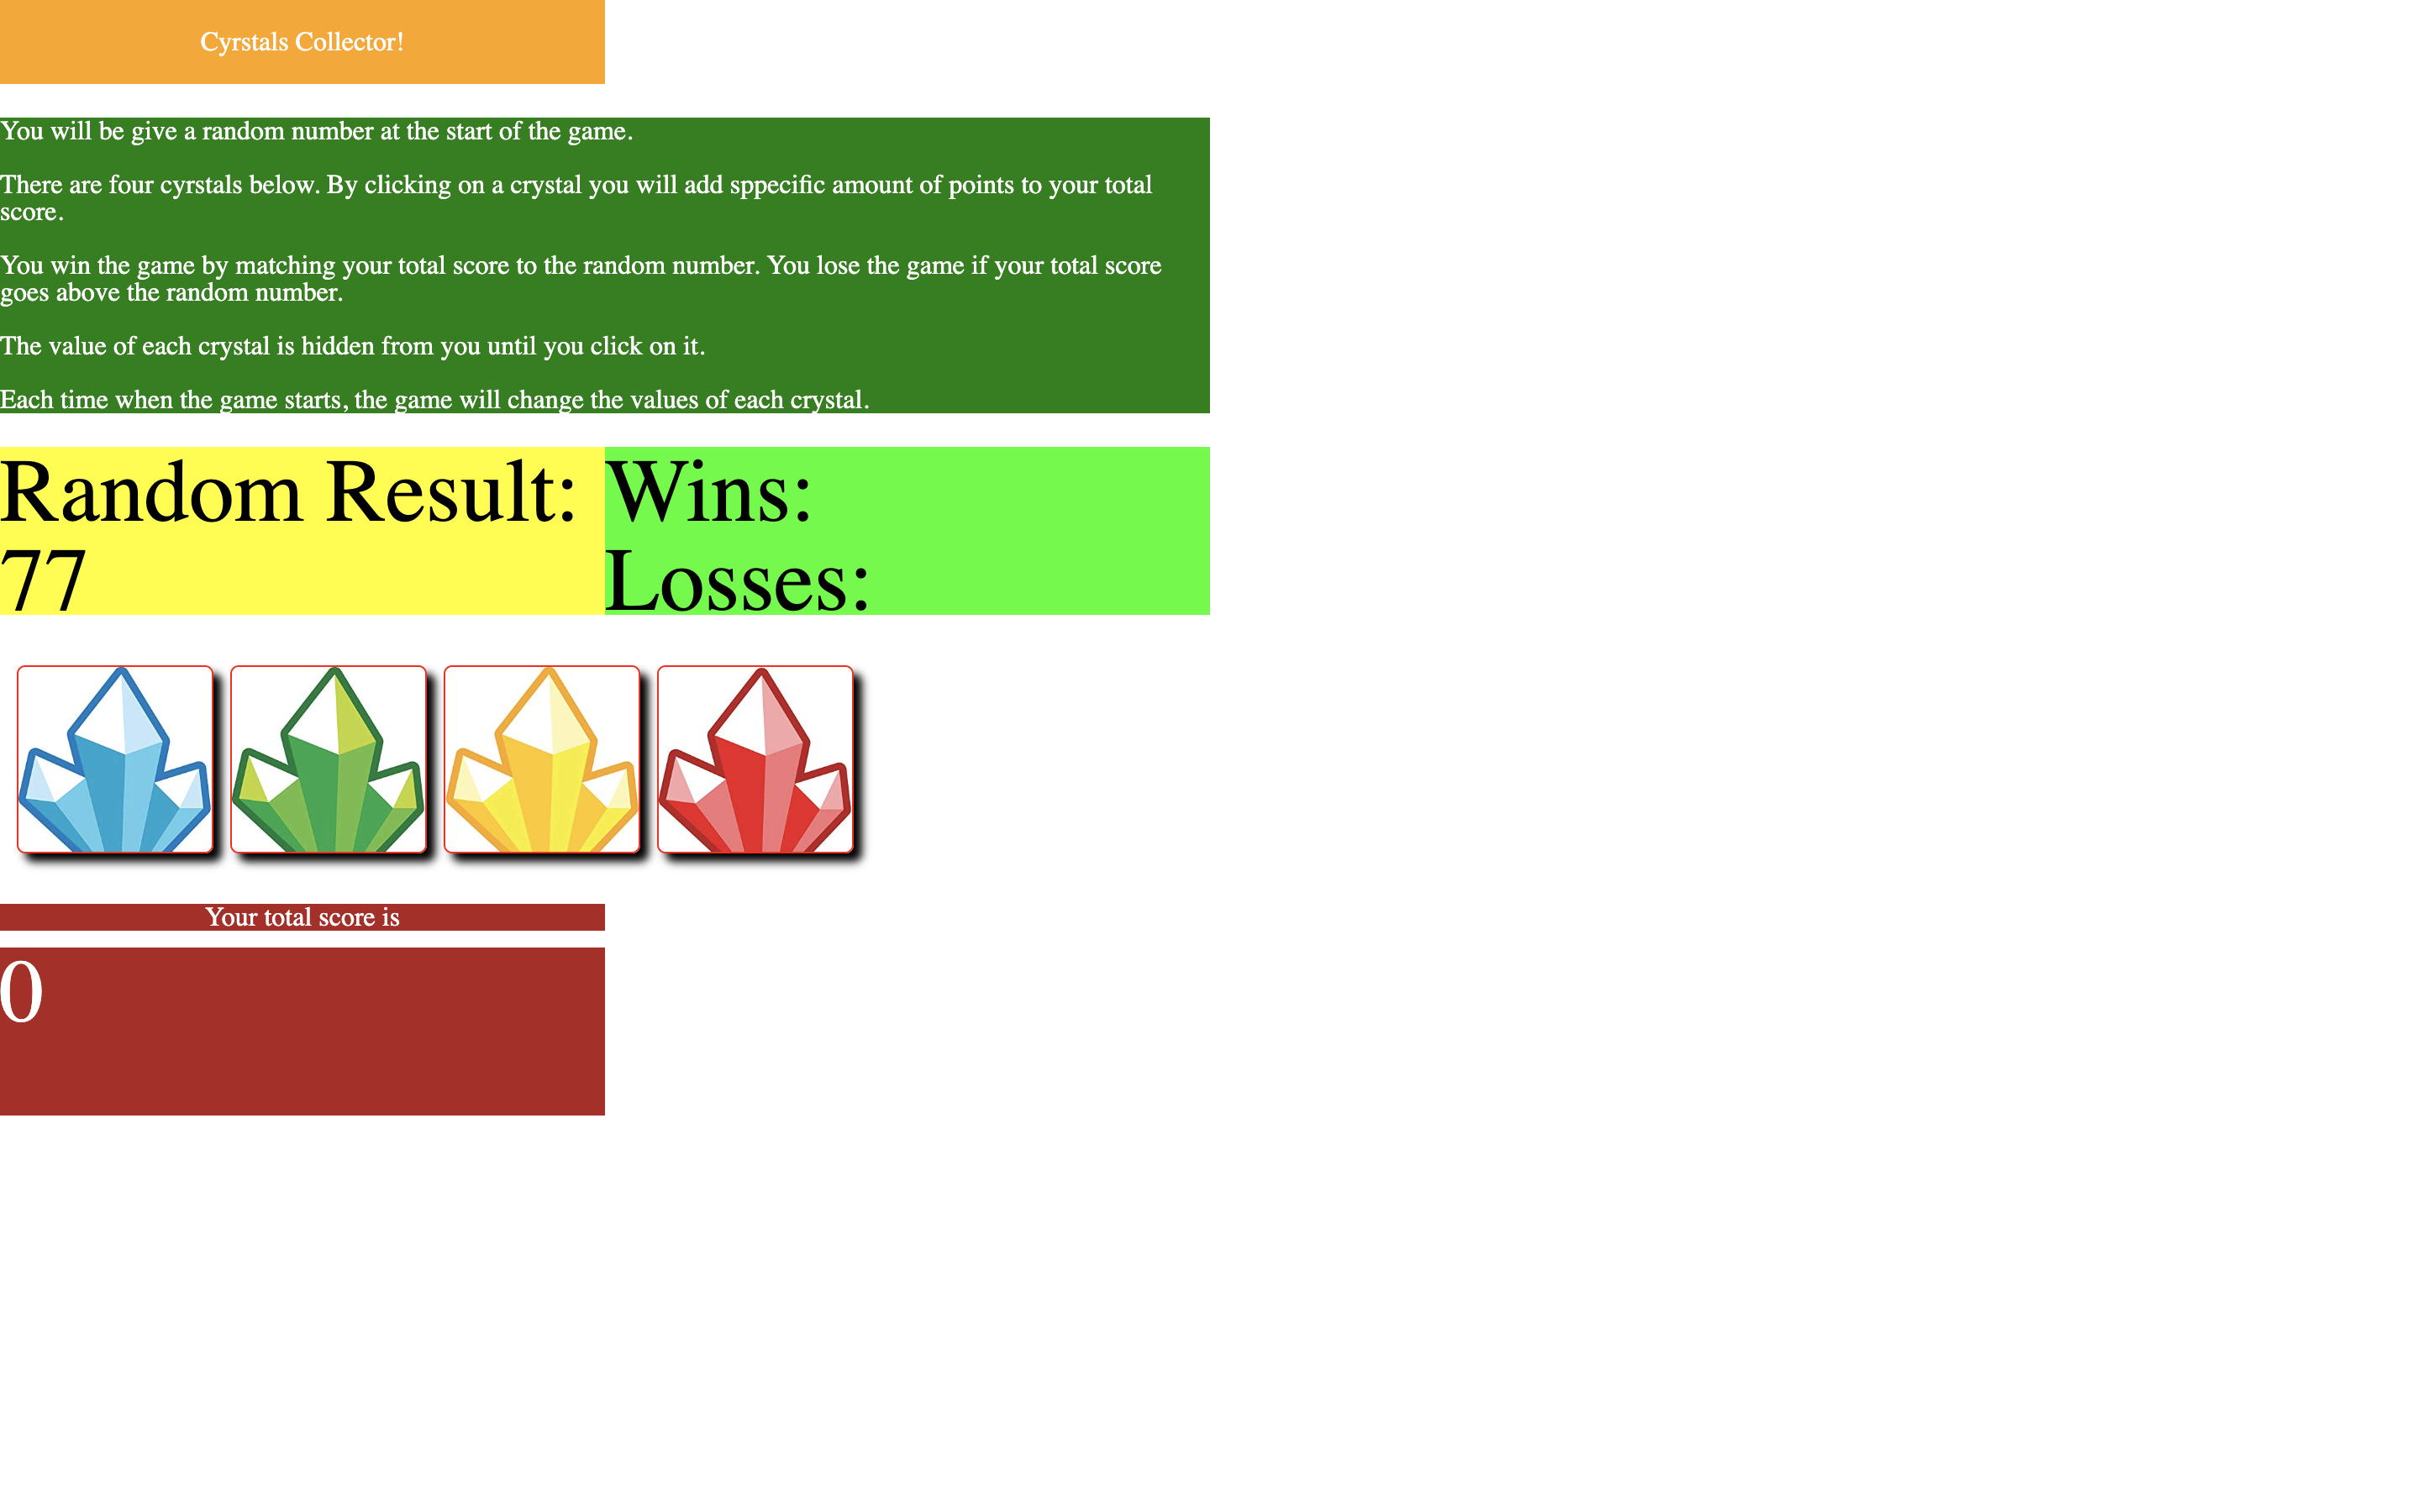 Cyrstals Collector!
You will be give a random number at the start of the game.
There are four cyrstals below. By clicking on a crystal you will add sppecific amount of points to your total
score.
You win the game by matching your total score to the random number. You lose the game if your total score
goes above the random number.
The value of each crystal is hidden from you until you click on it.
Each time when the game starts, the game will change the values of each crystal.
Random Result:
77
Wins:
Losses:
Your total score is
0